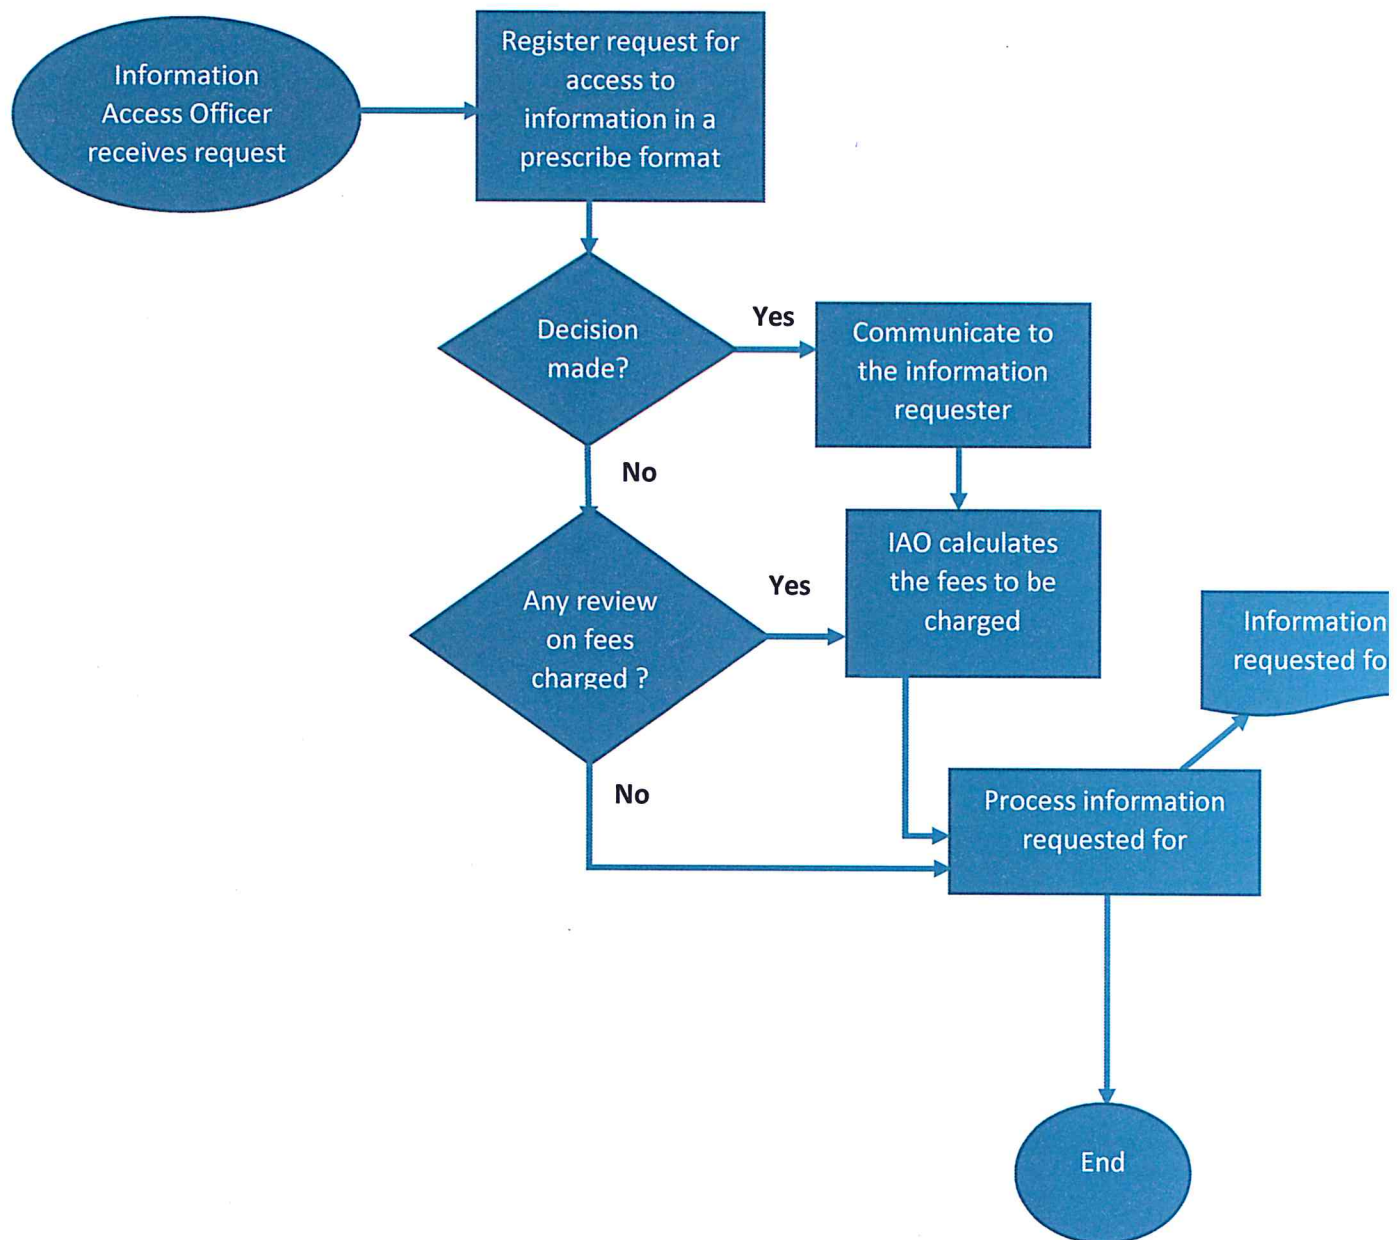 Information
Access Officer
receives request
Register request for
access to
information in a
prescribe format
Decision
made?
Yes
Communicate to
the information
requester
No
Any review
on fees
charged ?
Yes
IAO calculates
the fees to be
charged
Information
requested fo
No
Process information
requested for
End